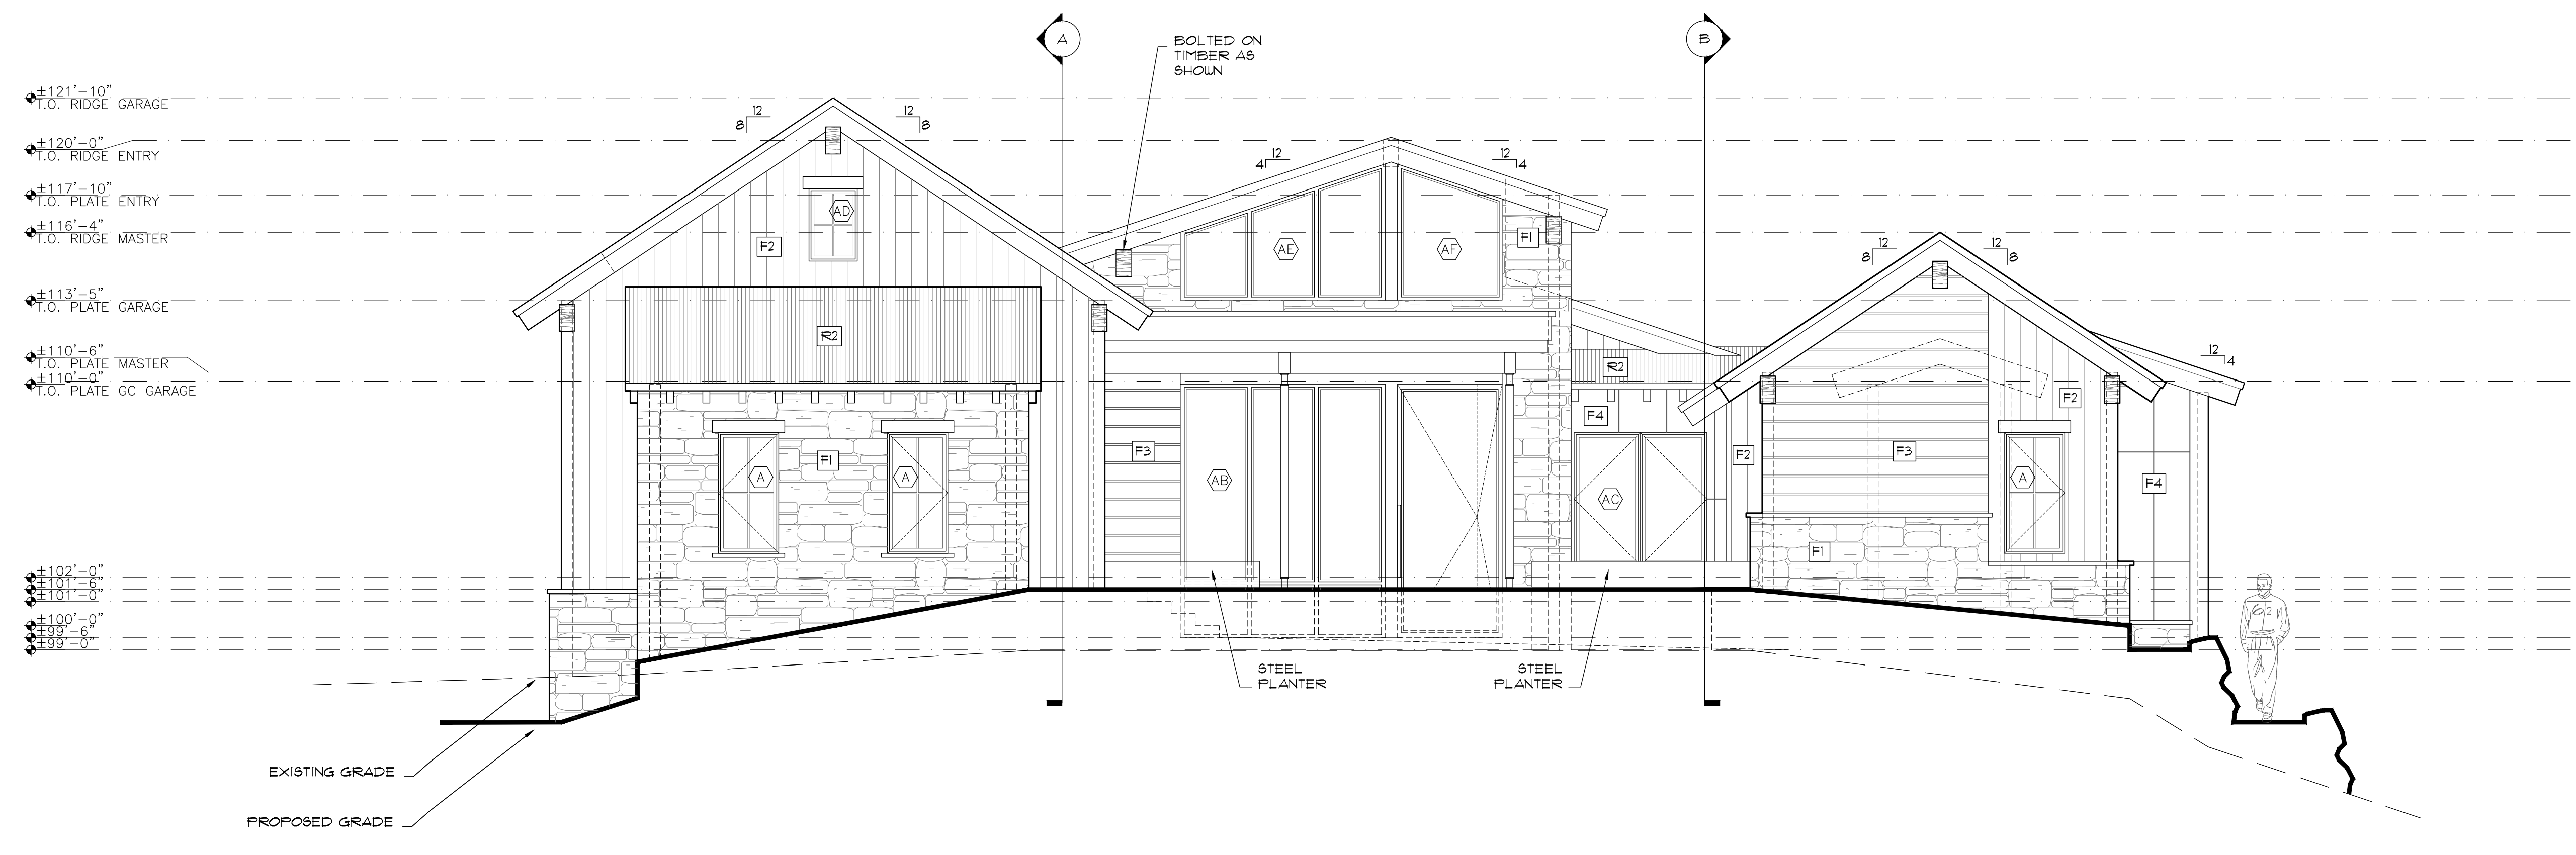 A
B
BOLTED ON
TIMBER AS
SHOWN
±121'-10"
T.O. RIDGE GARAGE
±120'-0"
T.O. RIDGE ENTRY
±117'-10"
T.O. PLATE ENTRY
±116'-4"
T.O. RIDGE MASTER
±113'-5"
T.O. PLATE GARAGE
±110'-6"
T.O. PLATE MASTER
±110'-0"
T.O. PLATE GC GARAGE
±102'-0"
±101'-6"
±101'-0"
±100'-0"
±99'-6"
±99'-0"
12
8
12
8
12
4
12
4
12
8
12
8
12
4
AD
F2
AE
AF
F1
R2
R2
F4
F2
F3
F1
A
A
AB
AC
F2
F3
A
F4
F1
62
STEEL
PLANTER
STEEL
PLANTER
EXISTING GRADE
PROPOSED GRADE